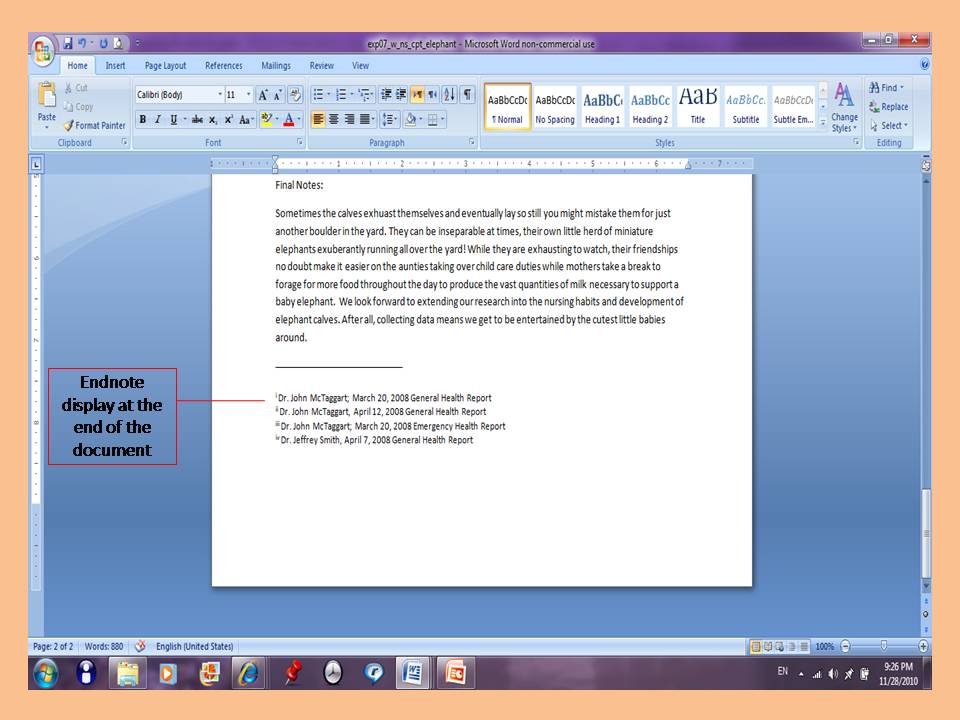 exp07_w_ns_cpt_elephant - Microsoft Word non-commercial use
Home Insert Page Layout References Mailings Review View
Cut
Copy
Format Painter
Paste
Calibri (Body) 11
AaBbCcDc AaBbCcDc AaBbC AaBbCc AaB AaBbCc. AaBbCcDc
¶ Normal No Spacing Heading 1 Heading 2 Title Subtitle Subtle Em...
Change Styles
Find
Replace
Select
Clipboard Font Paragraph Styles Editing
1 1 2 3 4 5 6 7
Final Notes:
Sometimes the calves exhuast themselves and eventually lay so still you might mistake them for just
another boulder in the yard. They can be inseparable at times, their own little herd of miniature
elephants exuberantly running all over the yard! While they are exhausting to watch, their friendships
no doubt make it easier on the aunties taking over child care duties while mothers take a break to
forage for more food throughout the day to produce the vast quantities of milk necessary to support a
baby elephant. We look forward to extending our research into the nursing habits and development of
elephant calves. After all, collecting data means we get to be entertained by the cutest little babies
around.
Endnote
display at the
end of the
document
i Dr. John McTaggart; March 20, 2008 General Health Report
ii Dr. John McTaggart, April 12, 2008 General Health Report
iii Dr. John McTaggart; March 20, 2008 Emergency Health Report
iv Dr. Jeffrey Smith, April 7, 2008 General Health Report
Page: 2 of 2 Words: 880 English (United States) 100%
EN 9:26 PM
11/28/2010